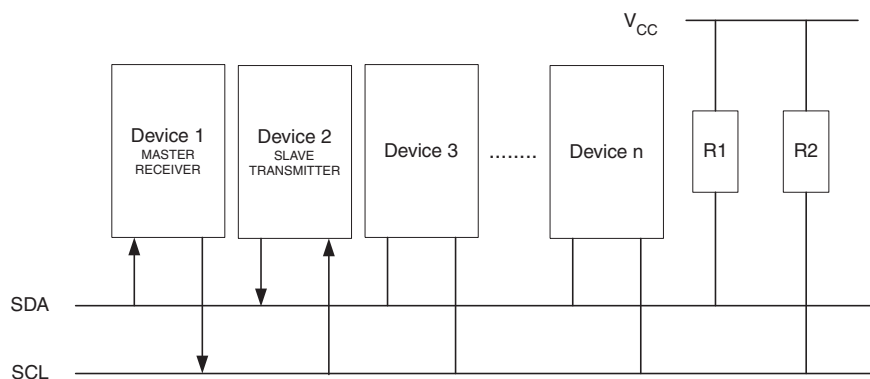 VCC
Device 1
MASTER
RECEIVER
Device 2
SLAVE
TRANSMITTER
Device 3
........
Device n
R1
R2
SDA
SCL